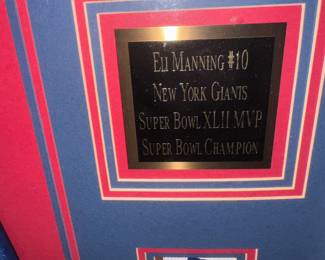 Eli Manning #10
New York Giants
Super Bowl XLII MVP
Super Bowl Champion